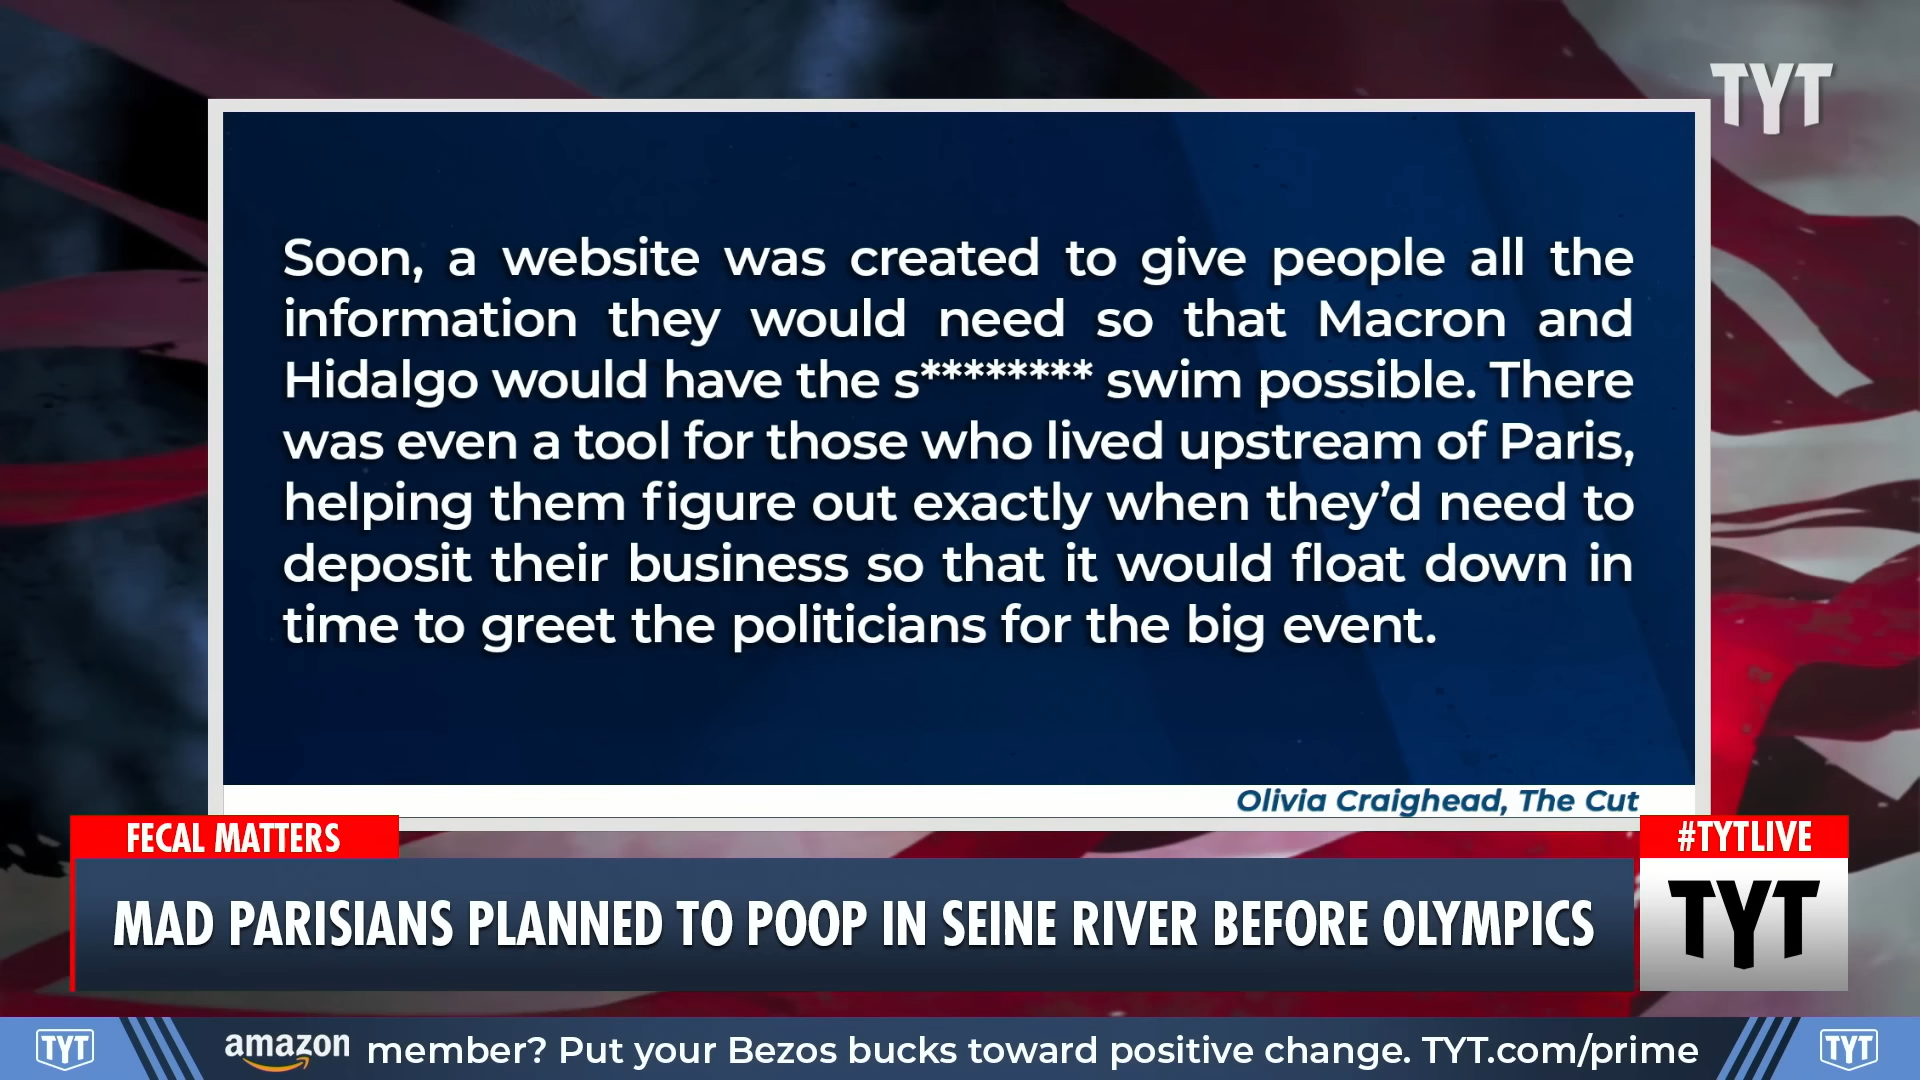 TYT
Soon, a website was created to give people all the
information they would need so that Macron and
Hidalgo would have the s******** swim possible. There
was even a tool for those who lived upstream of Paris,
helping them figure out exactly when they’d need to
deposit their business so that it would float down in
time to greet the politicians for the big event.
Olivia Craighead, The Cut
FECAL MATTERS
#TYTLIVE
MAD PARISIANS PLANNED TO POOP IN SEINE RIVER BEFORE OLYMPICS
TYT
TYT
amazon member? Put your Bezos bucks toward positive change. TYT.com/prime
TYT